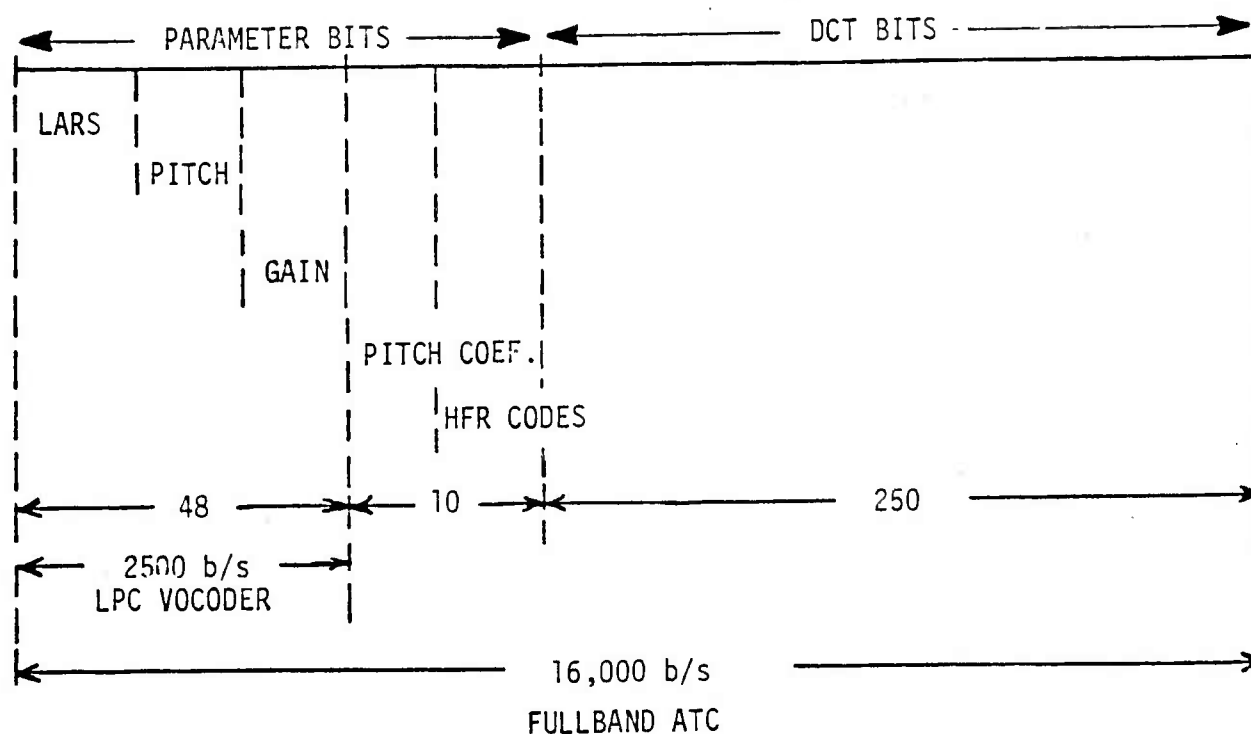 PARAMETER BITS DCT BITS
LARS
PITCH
GAIN
PITCH COEF.
HFR CODES
48 10 250
2500 b/s
LPC VOCODER
16,000 b/s
FULLBAND ATC